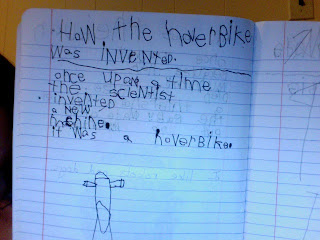 How the hoverBike
was invented.
once upon a time
the scientist
invented
a new
machine.
it was a hoverBike.